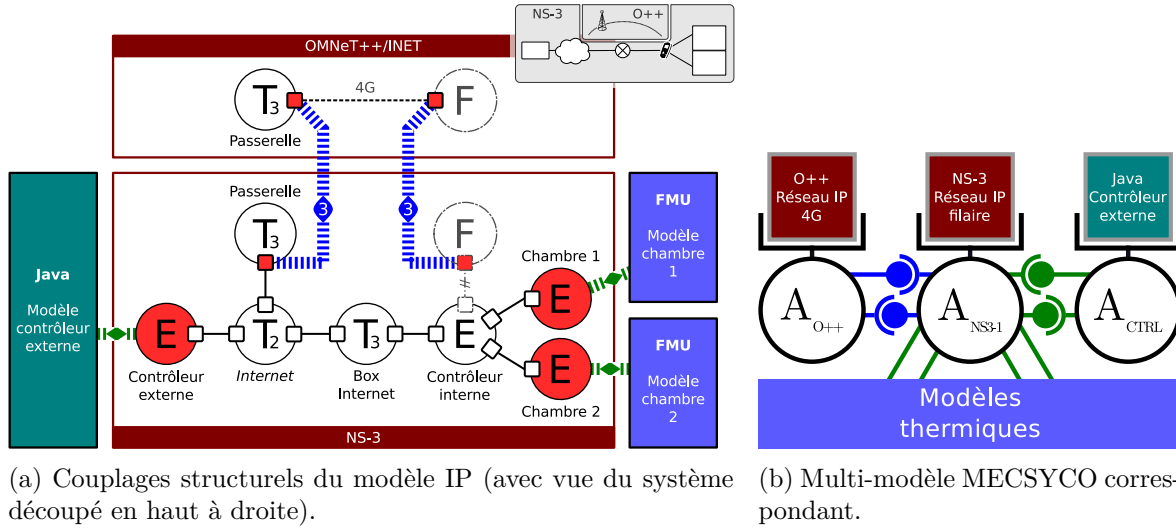 NS-3
O++
OMNeT++/INET
4G
T3
F
Passerelle
Passerelle
3
3
T3
F
FMU
Modèle
chambre
1
Chambre 1
E
Java
Modèle
contrôleur
externe
E
T2
T3
E
Contrôleur
externe
Internet
Box
Internet
Contrôleur
interne
E
Chambre 2
FMU
Modèle
chambre
2
NS-3
(a) Couplages structurels du modèle IP (avec vue du système
découpé en haut à droite).
O++
Réseau IP
4G
NS-3
Réseau IP
filaire
Java
Contrôleur
externe
A O++
A NS3-1
A CTRL
Modèles
thermiques
(b) Multi-modèle MECSYCO corres-
pondant.